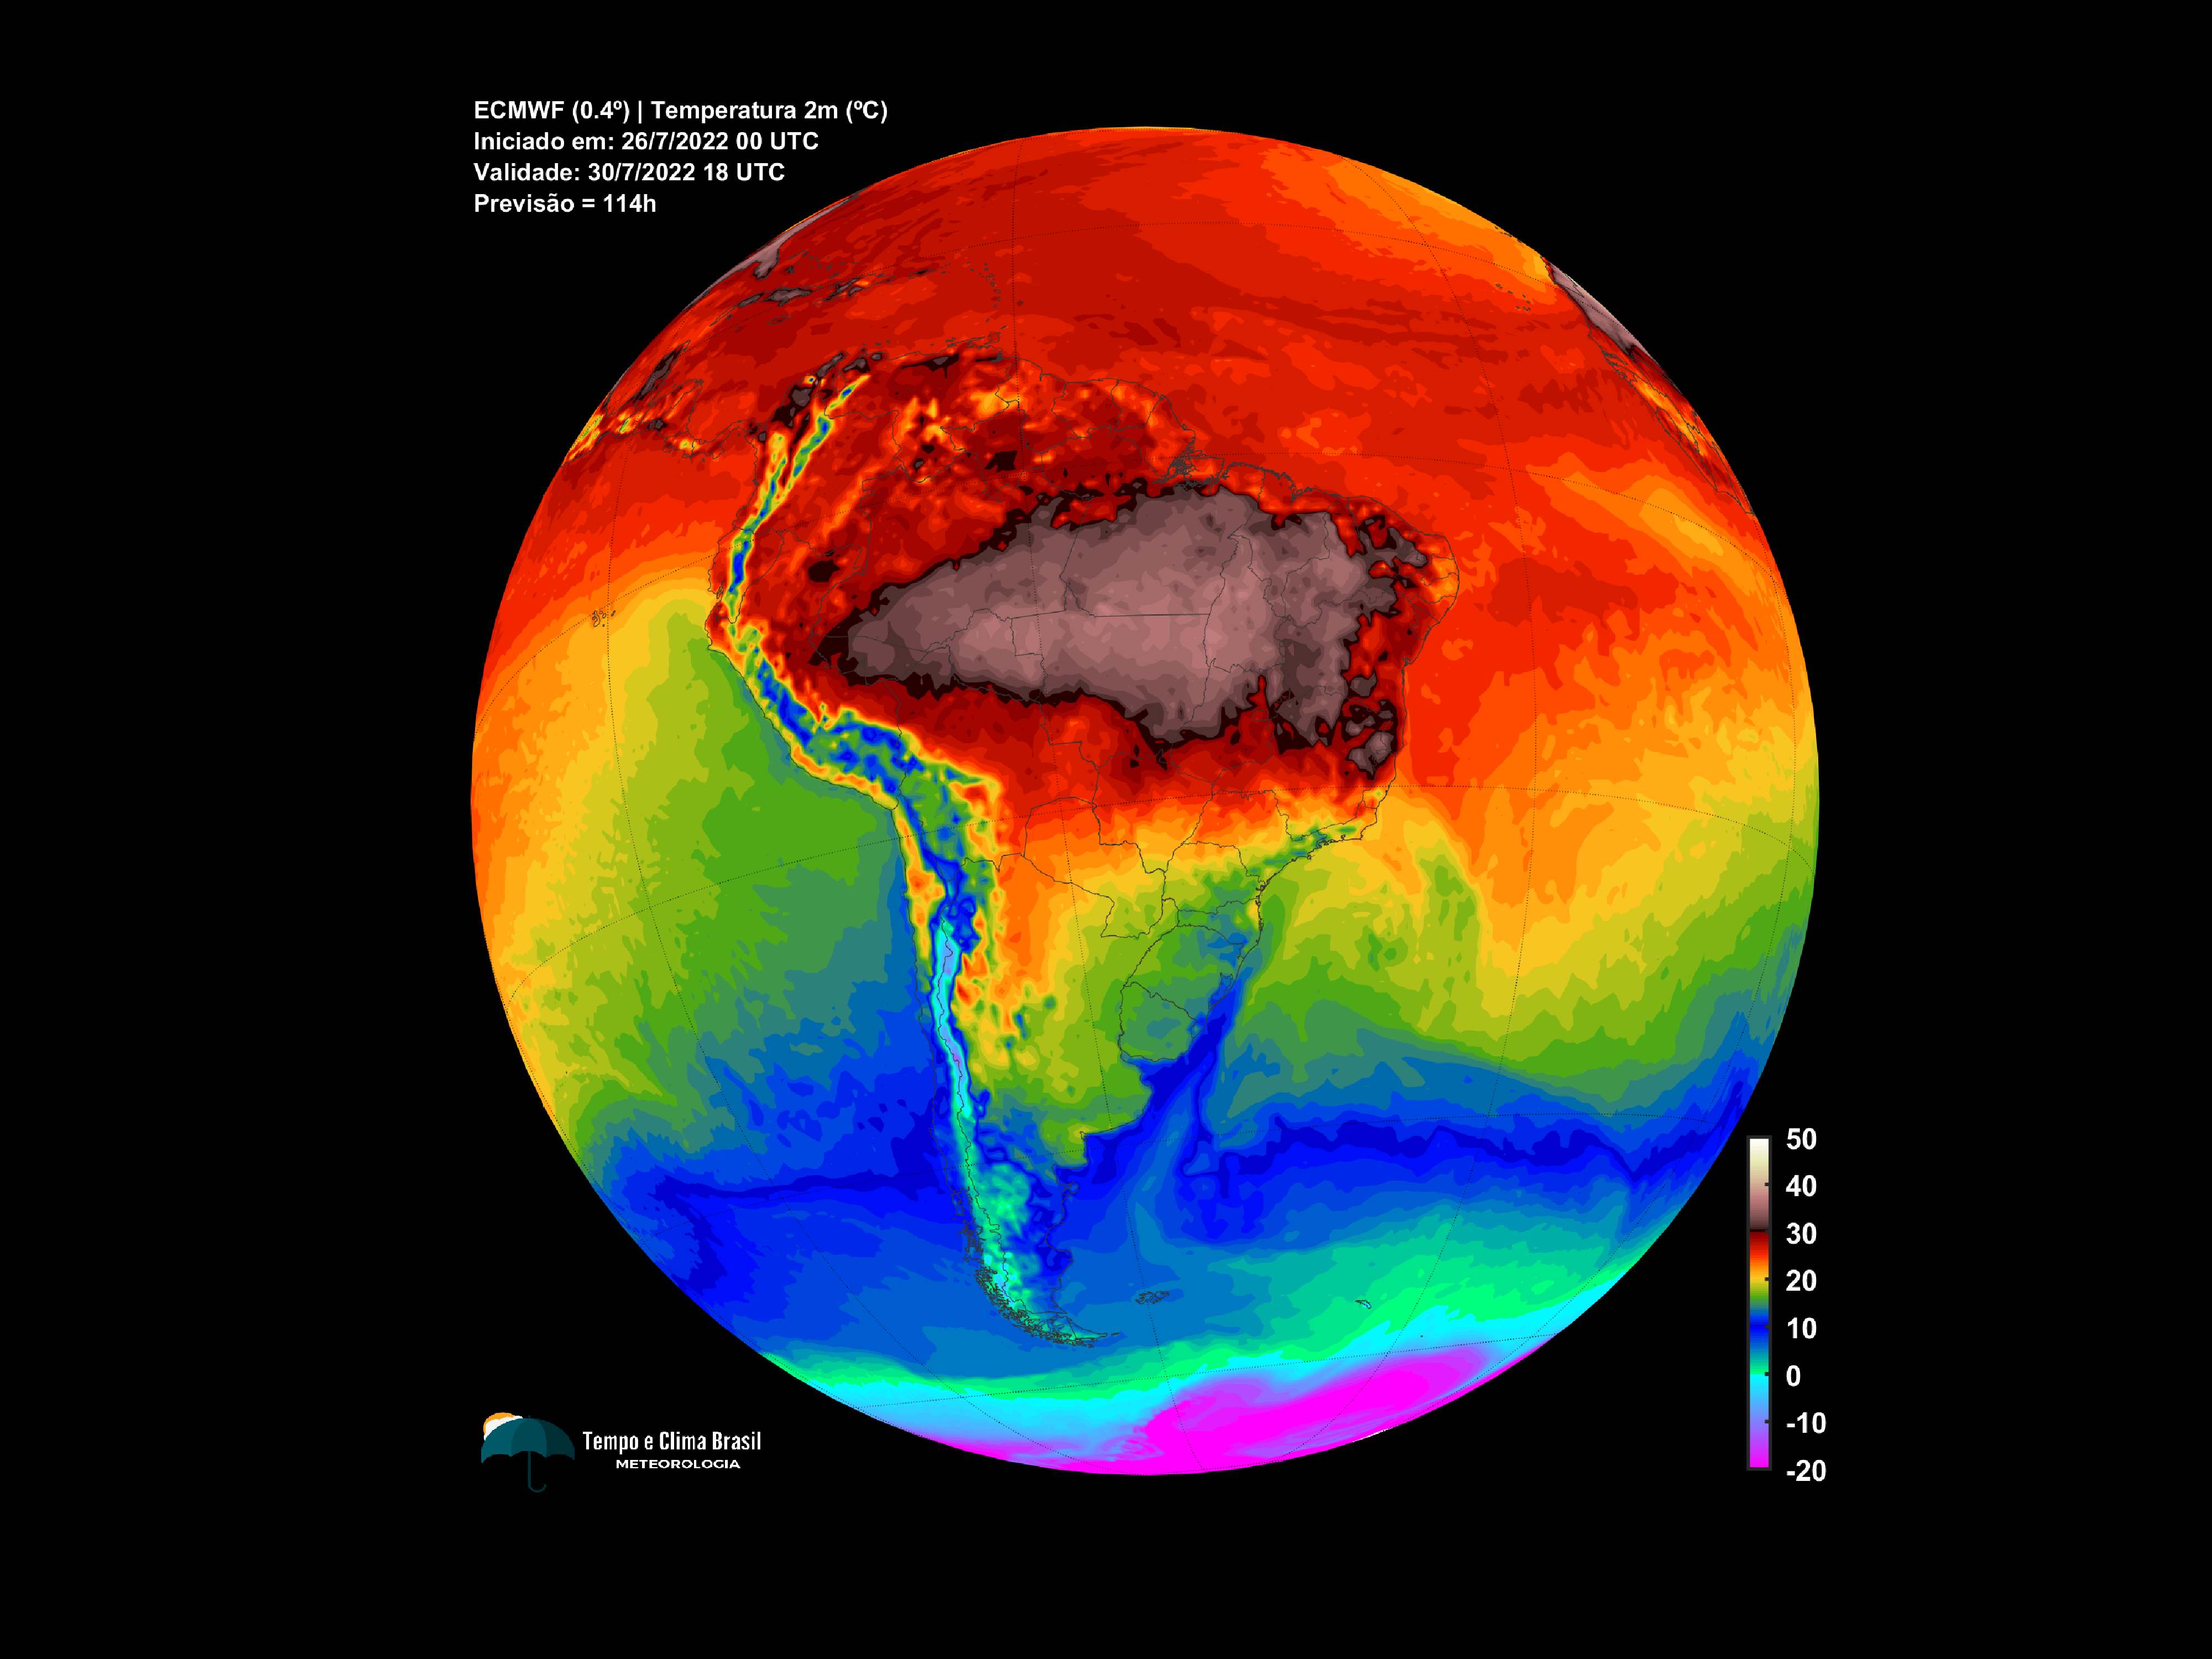 ECMWF (0.4º) | Temperatura 2m (ºC)
Iniciado em: 26/7/2022 00 UTC
Validade: 30/7/2022 18 UTC
Previsão = 114h
50
40
30
20
10
0
-10
-20
Tempo e Clima Brasil
METEOROLOGIA